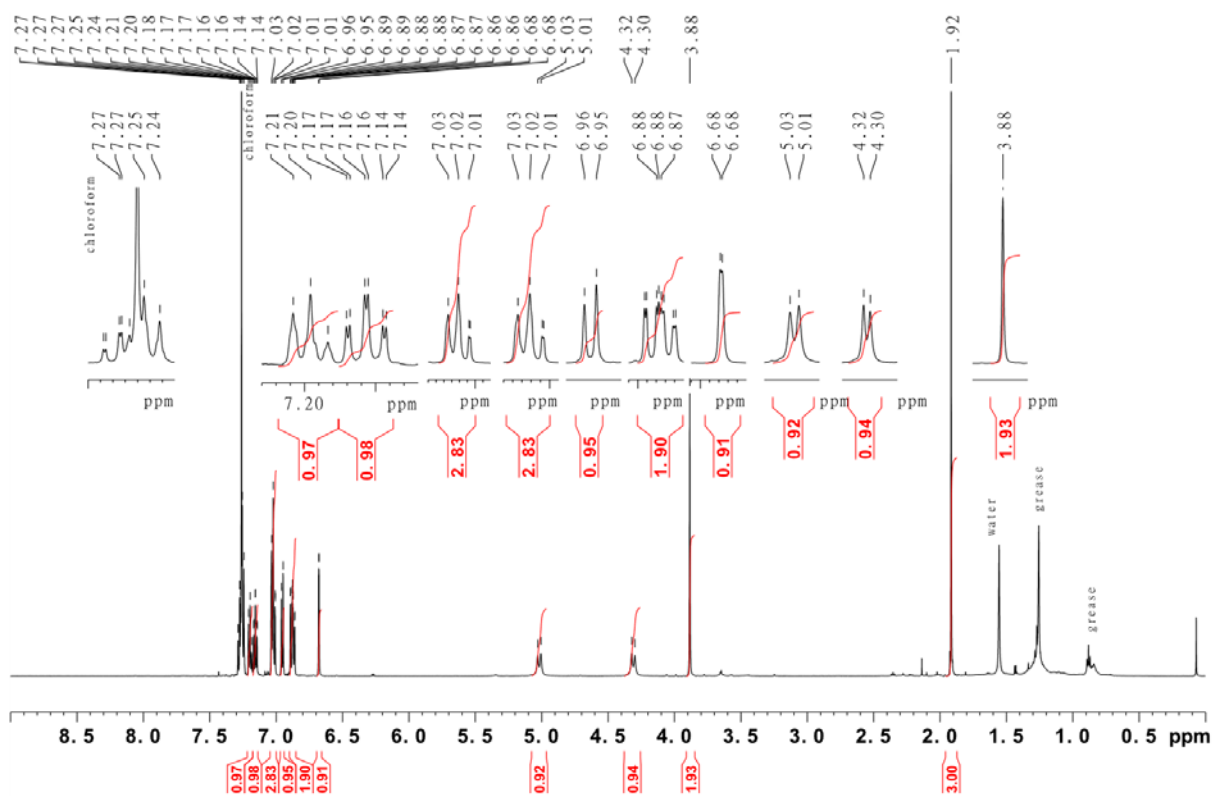 7.27 7.27 7.27 7.25 7.24 7.21 7.20 7.18 7.17 7.17 7.16 7.16 7.14 7.14 7.03 7.02 7.01 7.01 6.96 6.95 6.89 6.89 6.88 6.88 6.87 6.86 6.86 6.68 6.68 5.03 5.01 4.32 4.30 3.88 1.92
chloroform
7.27 7.27 7.25 7.24
7.21 7.20 7.17 7.17 7.16 7.16 7.14 7.14
7.03 7.02 7.01
7.03 7.02 7.01
6.96 6.95
6.88 6.88 6.87
6.68 6.68
5.03 5.01
4.32 4.30
3.88
chloroform
ppm
7.20 ppm
ppm
ppm
ppm
ppm
ppm
ppm
ppm
ppm
0.97 0.98 2.83 2.83 0.95 1.90 0.91 0.92 0.94 1.93
water
grease
grease
8.5 8.0 7.5 7.0 6.5 6.0 5.5 5.0 4.5 4.0 3.5 3.0 2.5 2.0 1.5 1.0 0.5 ppm
0.97 0.98 2.83 0.95 1.90 0.91 0.92 0.94 1.93 3.00